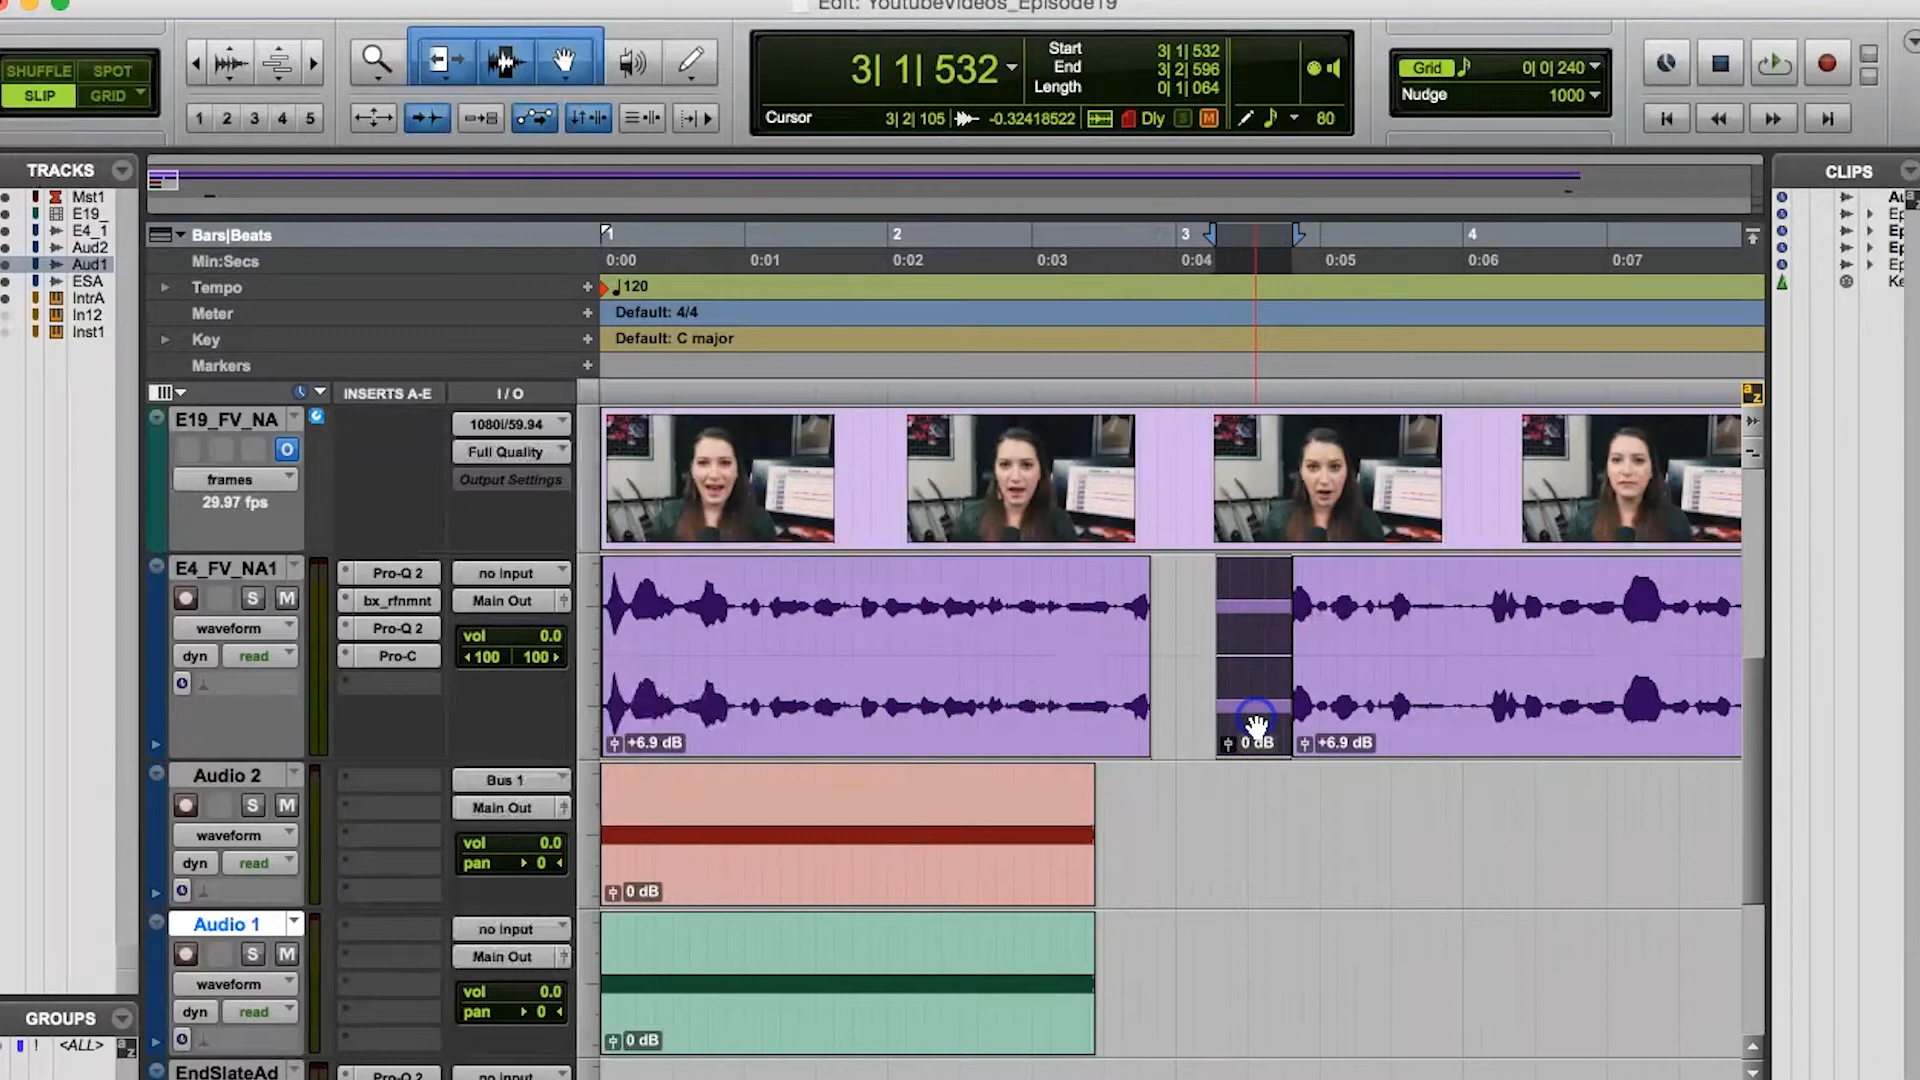 Edit: YoutubeVideos_Episode19
SHUFFLE SPOT
SLIP GRID
1 2 3 4 5
3| 1| 532
Start 3| 1| 532
End 3| 2| 596
Length 0| 1| 064
Cursor 3| 2| 105 -0.32418522 Dly S M 80
Grid 0| 0| 240
Nudge 1000
TRACKS
Mst1
E19_
E4_1
Aud2
Aud1
ESA
IntrA
In12
Inst1
CLIPS
Bars|Beats 1 2 3 4
Min:Secs 0:00 0:01 0:02 0:03 0:04 0:05 0:06 0:07
Tempo 120
Meter Default: 4/4
Key Default: C major
Markers
INSERTS A-E I / O
E19_FV_NA 1080i/59.94
O Full Quality
frames Output Settings
29.97 fps
E4_FV_NA1 Pro-Q 2 no input
S M bx_rfnmnt Main Out
waveform Pro-Q 2 vol 0.0
dyn read Pro-C 100 100
+6.9 dB 0 dB +6.9 dB
Audio 2 Bus 1
S M Main Out
waveform vol 0.0
dyn read pan 0
0 dB
Audio 1 no input
S M Main Out
waveform vol 0.0
dyn read pan 0
0 dB
GROUPS
! <ALL>
a z
EndSlateAd Pro-Q 2 no input